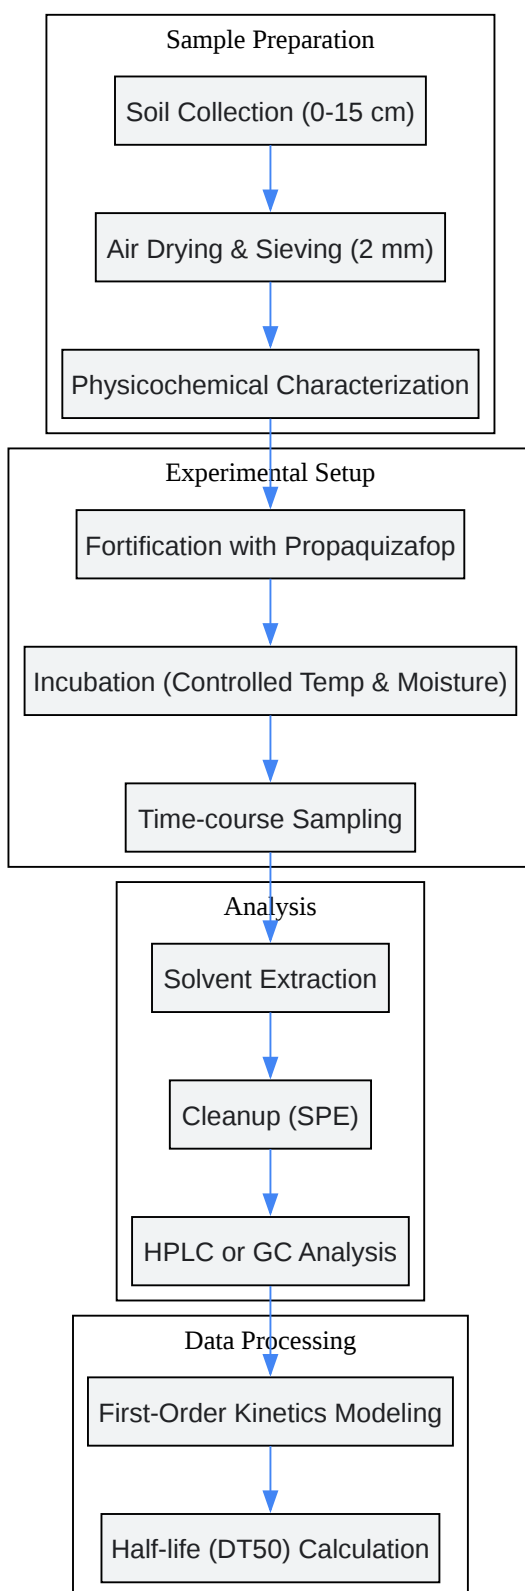 Sample Preparation
Soil Collection (0-15 cm)
Air Drying & Sieving (2 mm)
Physicochemical Characterization
Experimental Setup
Fortification with Propaquizafop
Incubation (Controlled Temp & Moisture)
Time-course Sampling
Analysis
Solvent Extraction
Cleanup (SPE)
HPLC or GC Analysis
Data Processing
First-Order Kinetics Modeling
Half-life (DT50) Calculation